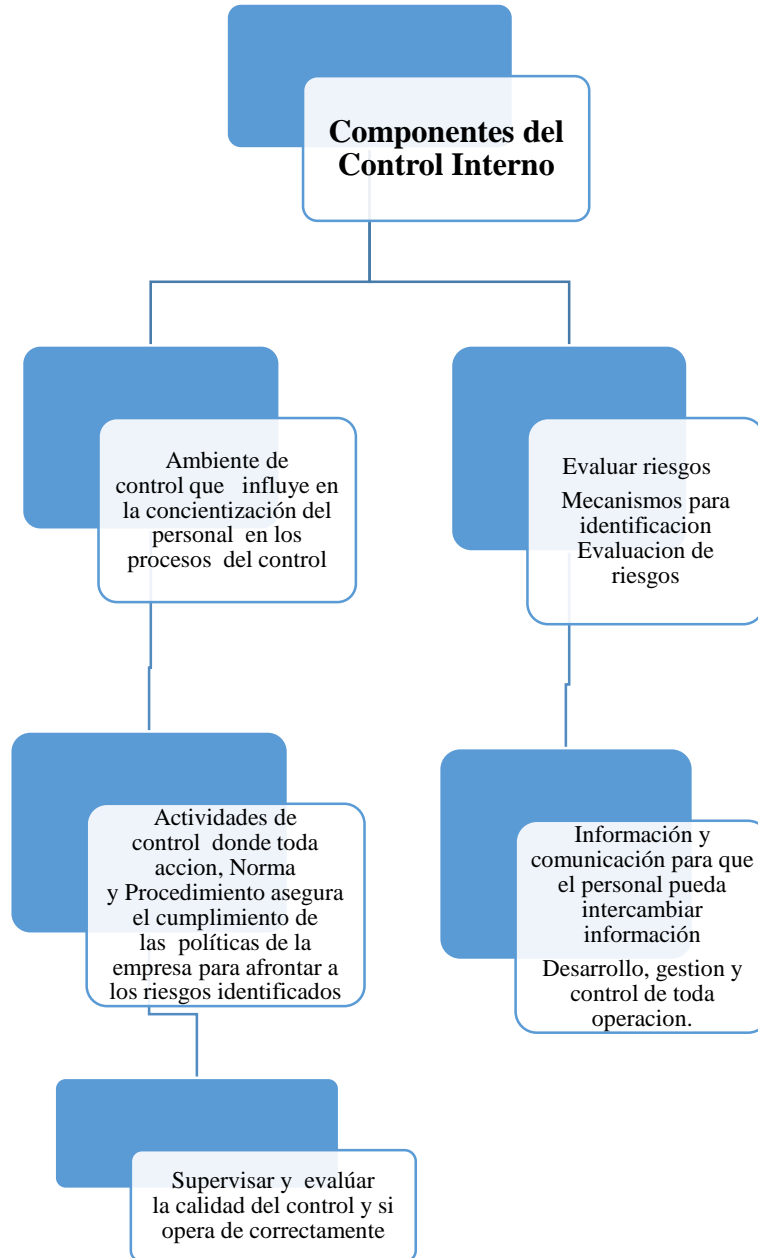 Componentes del
Control Interno
Ambiente de
control que influye en
la concientización del
personal en los
procesos del control
Evaluar riesgos
Mecanismos para
identificacion
Evaluacion de
riesgos
Actividades de
control donde toda
accion, Norma
y Procedimiento asegura
el cumplimiento de
las políticas de la
empresa para afrontar a
los riesgos identificados
Información y
comunicación para que
el personal pueda
intercambiar
información
Desarrollo, gestion y
control de toda
operacion.
Supervisar y evalúar
la calidad del control y si
opera de correctamente